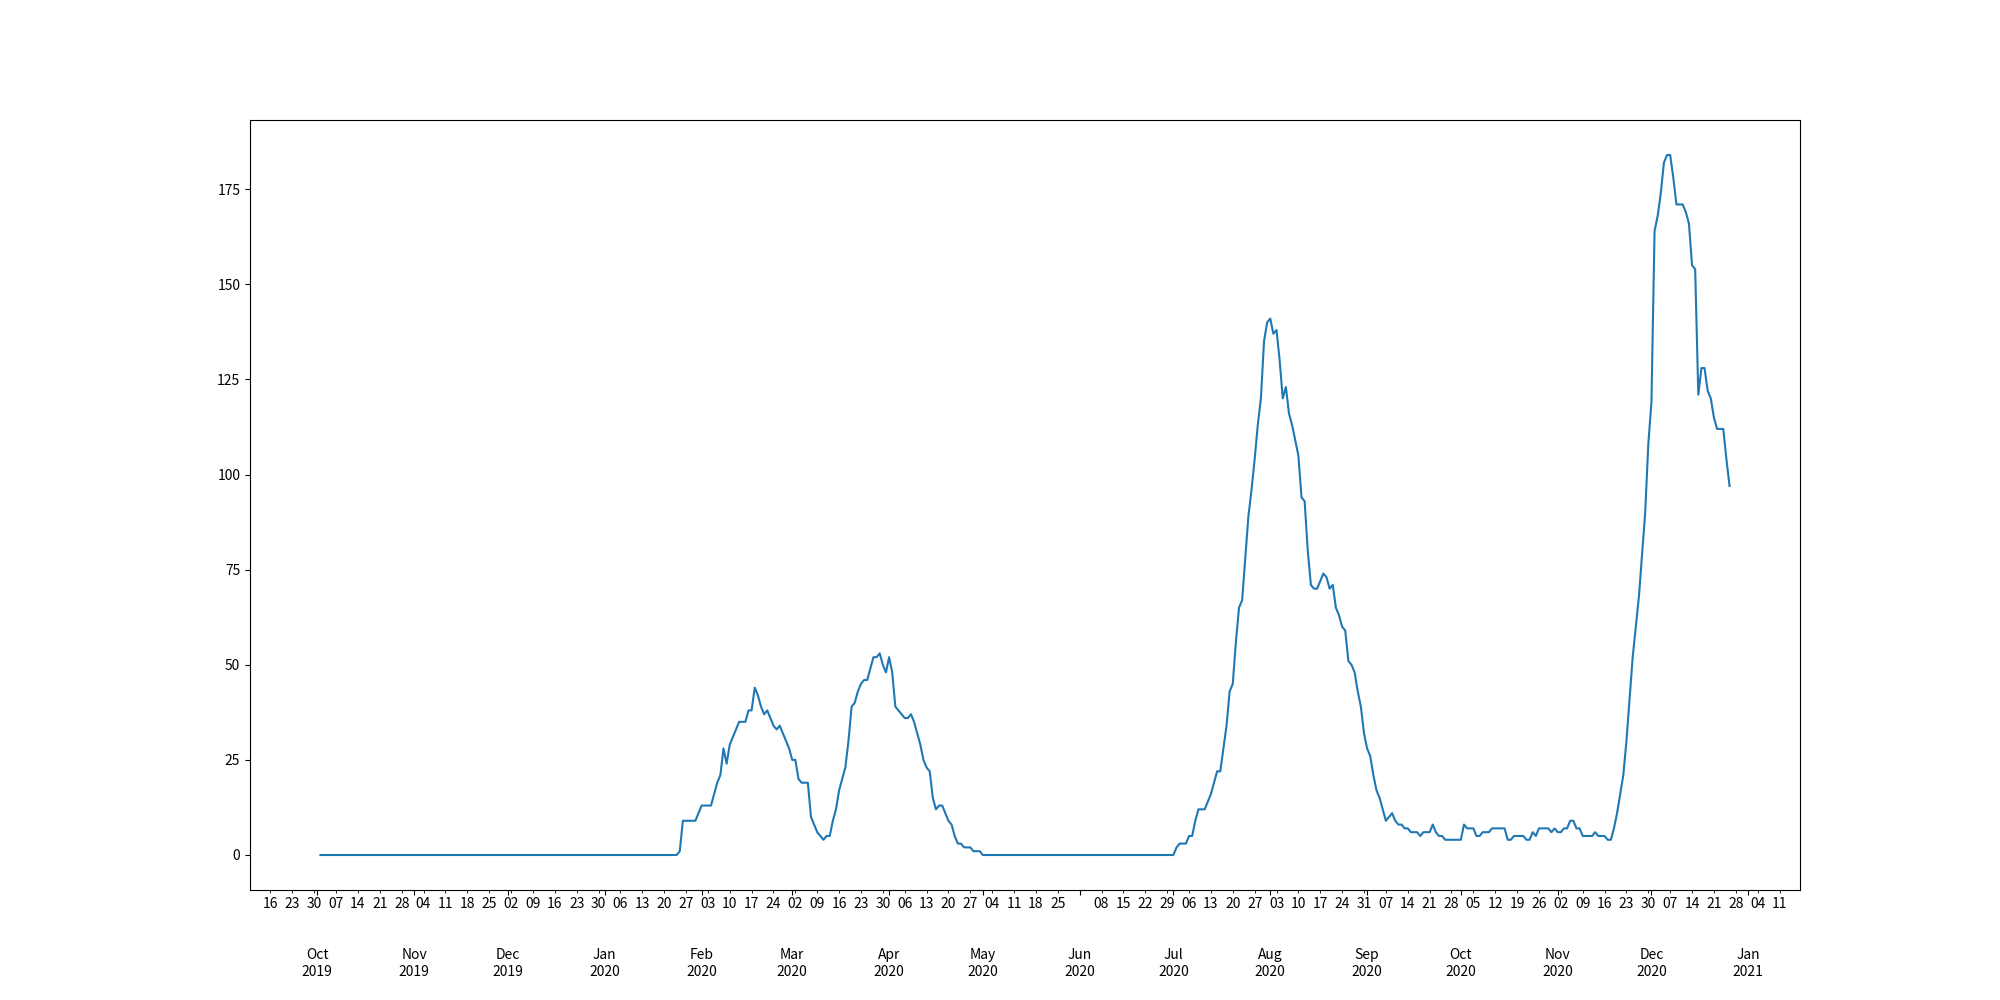 175
150
125
100
75
50
25
0
16 23 30 07 14 21 28 04 11 18 25 02 09 16 23 30 06 13 20 27 03 10 17 24 02 09 16 23 30 06 13 20 27 04 11 18 25 08 15 22 29 06 13 20 27 03 10 17 24 31 07 14 21 28 05 12 19 26 02 09 16 23 30 07 14 21 28 04 11
Oct Nov Dec Jan Feb Mar Apr May Jun Jul Aug Sep Oct Nov Dec Jan
2019 2019 2019 2020 2020 2020 2020 2020 2020 2020 2020 2020 2020 2020 2020 2021